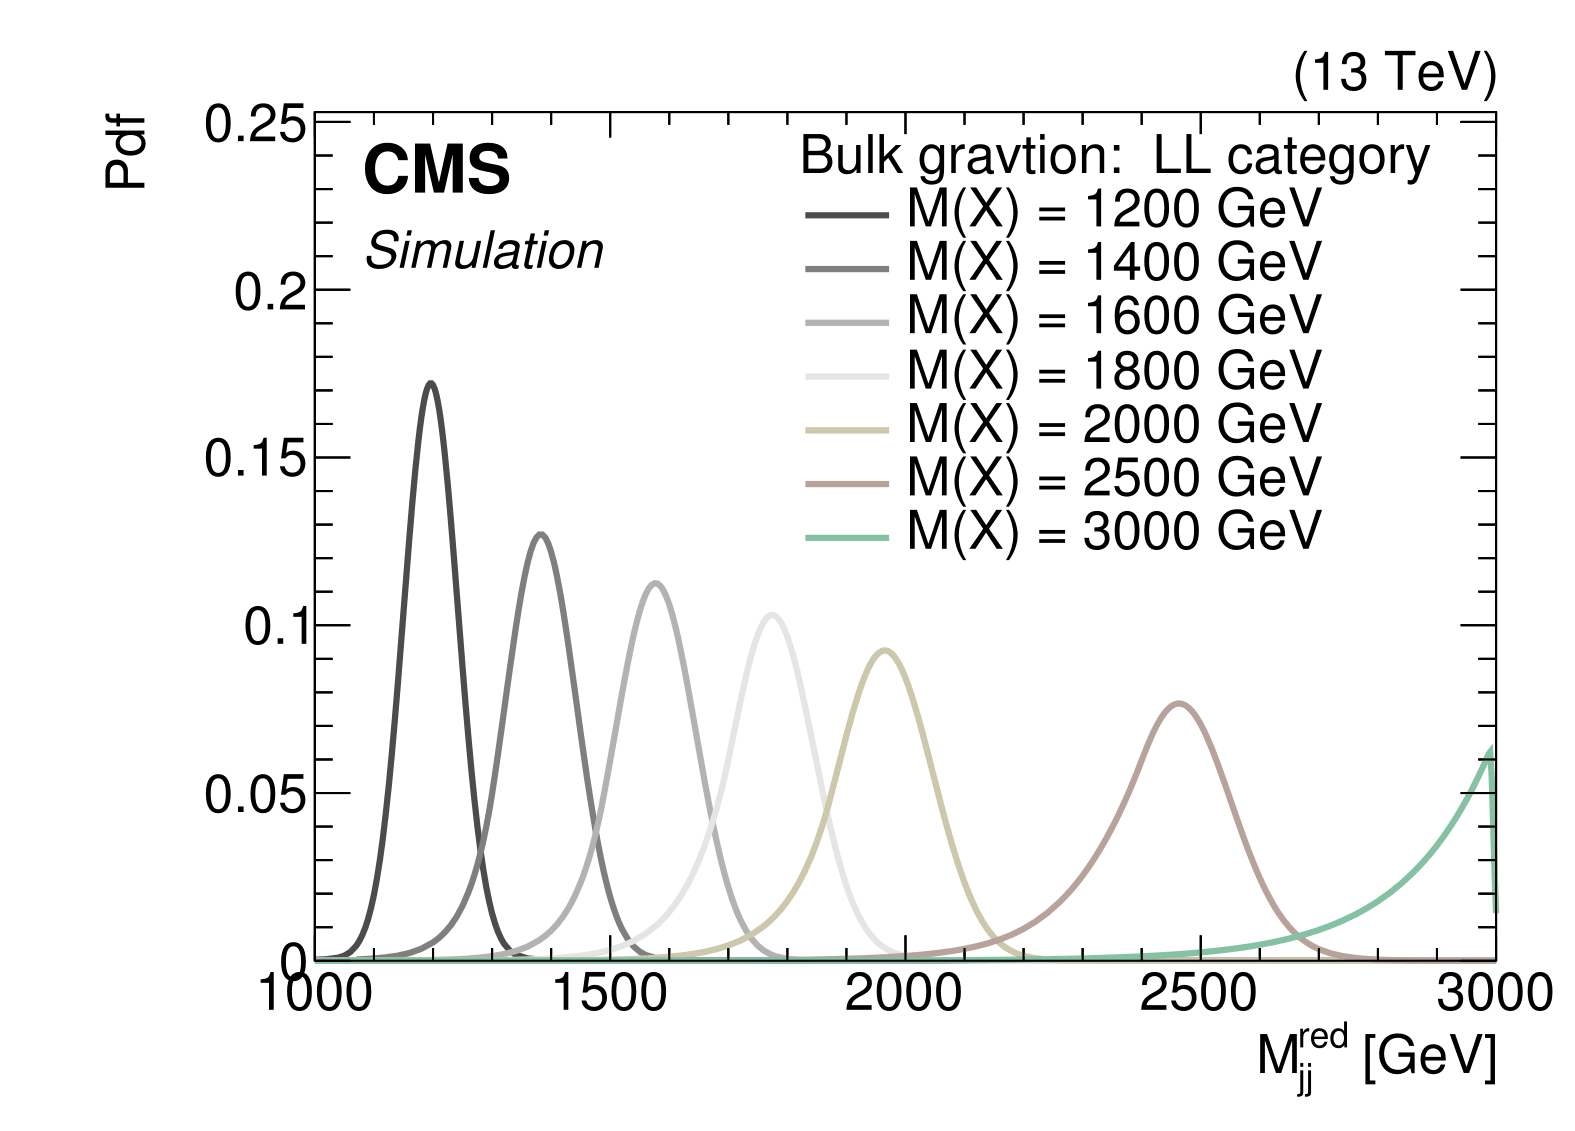 (13 TeV)
Pdf
CMS
Simulation
Bulk gravtion: LL category
M(X) = 1200 GeV
M(X) = 1400 GeV
M(X) = 1600 GeV
M(X) = 1800 GeV
M(X) = 2000 GeV
M(X) = 2500 GeV
M(X) = 3000 GeV
0.25
0.2
0.15
0.1
0.05
0
1000 1500 2000 2500 3000
M_jj^red [GeV]